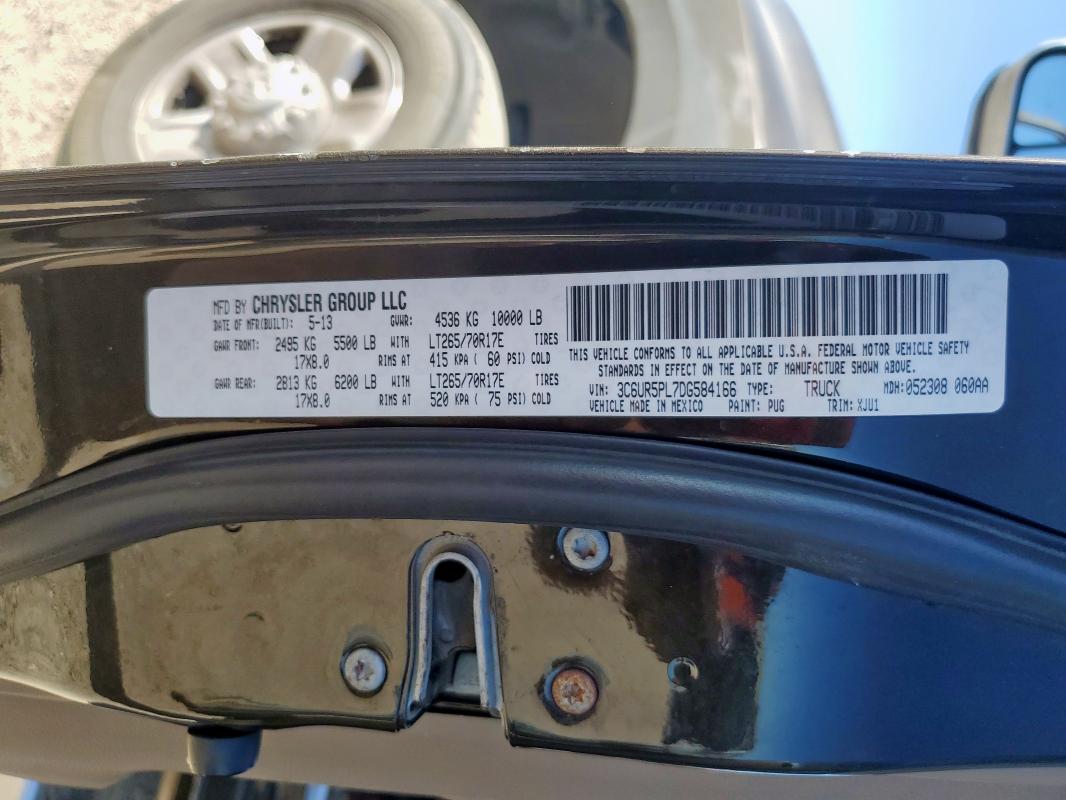 MFD BY CHRYSLER GROUP LLC
DATE OF MFR(BUILT): 5-13 GVWR: 4536 KG 10000 LB
GAWR FRONT: 2495 KG 5500 LB WITH LT265/70R17E TIRES
17X8.0 RIMS AT 415 KPA ( 60 PSI) COLD
GAWR REAR: 2813 KG 6200 LB WITH LT265/70R17E TIRES
17X8.0 RIMS AT 520 KPA ( 75 PSI) COLD
THIS VEHICLE CONFORMS TO ALL APPLICABLE U.S.A. FEDERAL MOTOR VEHICLE SAFETY
STANDARDS IN EFFECT ON THE DATE OF MANUFACTURE SHOWN ABOVE.
VIN: 3C6UR5PL7DG584166 TYPE: TRUCK MDH: 052308 060AA
VEHICLE MADE IN MEXICO PAINT: PUG TRIM: XJU1